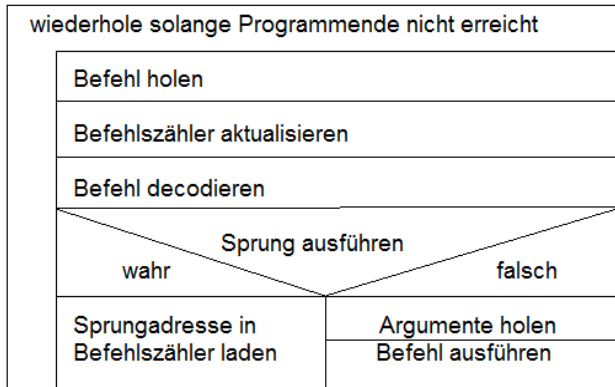 wiederhole solange Programmende nicht erreicht
Befehl holen
Befehlszähler aktualisieren
Befehl decodieren
Sprung ausführen
wahr
falsch
Sprungadresse in
Befehlszähler laden
Argumente holen
Befehl ausführen